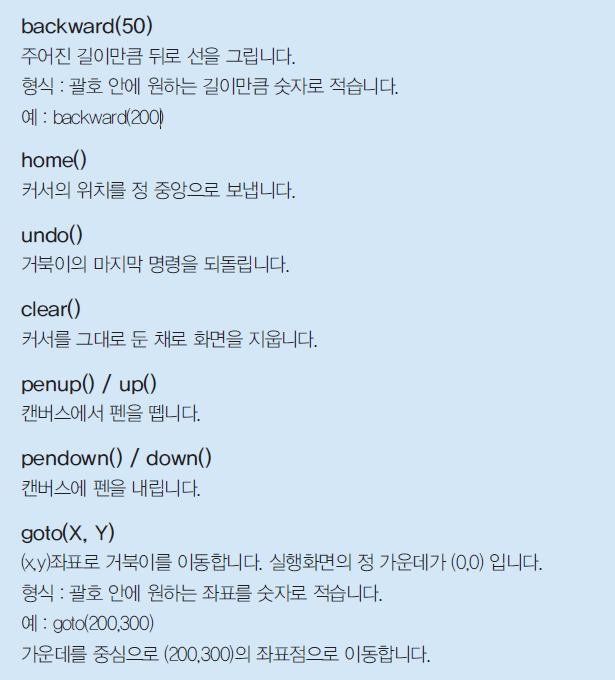 backward(50)
주어진 길이만큼 뒤로 선을 그립니다.
형식 : 괄호 안에 원하는 길이만큼 숫자로 적습니다.
예 : backward(200)
home()
커서의 위치를 정 중앙으로 보냅니다.
undo()
거북이의 마지막 명령을 되돌립니다.
clear()
커서를 그대로 둔 채로 화면을 지웁니다.
penup() / up()
캔버스에서 펜을 뗍니다.
pendown() / down()
캔버스에 펜을 내립니다.
goto(X, Y)
(x,y)좌표로 거북이를 이동합니다. 실행화면의 정 가운데가 (0,0) 입니다.
형식 : 괄호 안에 원하는 좌표를 숫자로 적습니다.
예 : goto(200,300)
가운데를 중심으로 (200,300)의 좌표점으로 이동합니다.